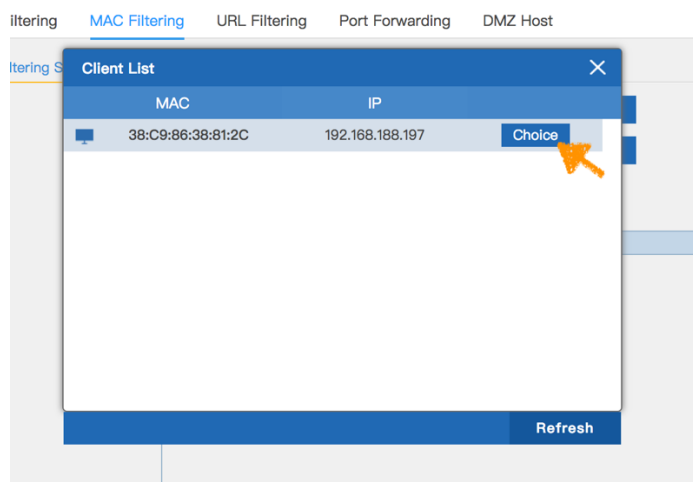 iltering MAC Filtering URL Filtering Port Forwarding DMZ Host
ltering S
Client List
MAC IP
38:C9:86:38:81:2C 192.168.188.197 Choice
Refresh